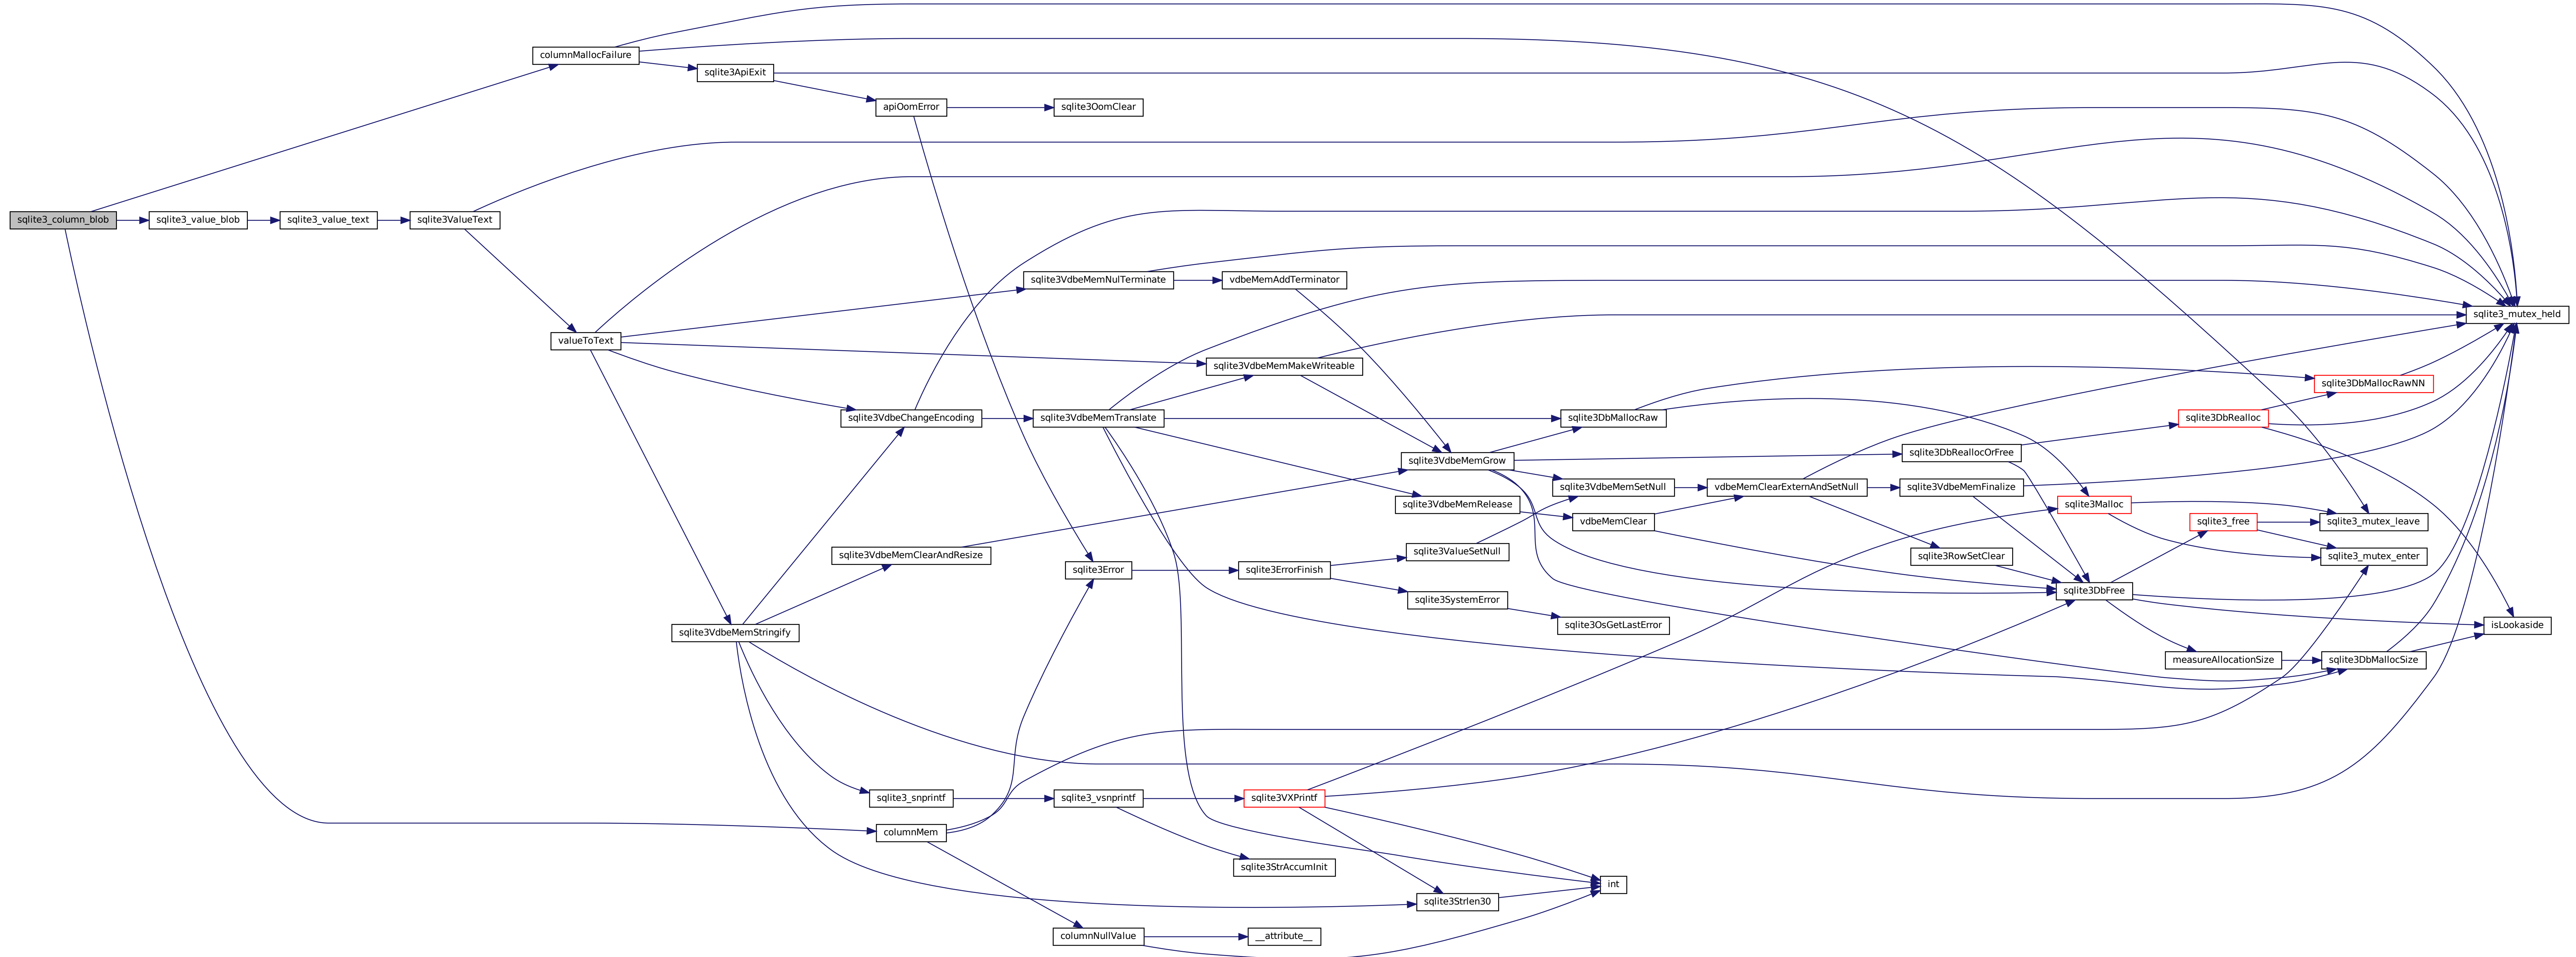 columnMallocFailure
sqlite3ApiExit
apiOomError
sqlite3OomClear
sqlite3_column_blob
sqlite3_value_blob
sqlite3_value_text
sqlite3ValueText
sqlite3VdbeMemNulTerminate
vdbeMemAddTerminator
sqlite3_mutex_held
valueToText
sqlite3VdbeMemMakeWriteable
sqlite3DbMallocRawNN
sqlite3VdbeChangeEncoding
sqlite3VdbeMemTranslate
sqlite3DbMallocRaw
sqlite3DbRealloc
sqlite3VdbeMemGrow
sqlite3DbReallocOrFree
sqlite3VdbeMemSetNull
vdbeMemClearExternAndSetNull
sqlite3VdbeMemFinalize
sqlite3VdbeMemRelease
sqlite3Malloc
vdbeMemClear
sqlite3_free
sqlite3_mutex_leave
sqlite3VdbeMemClearAndResize
sqlite3ValueSetNull
sqlite3RowSetClear
sqlite3_mutex_enter
sqlite3Error
sqlite3ErrorFinish
sqlite3DbFree
sqlite3SystemError
sqlite3OsGetLastError
isLookaside
sqlite3VdbeMemStringify
measureAllocationSize
sqlite3DbMallocSize
sqlite3_snprintf
sqlite3_vsnprintf
sqlite3VXPrintf
columnMem
sqlite3StrAccumInit
int
sqlite3Strlen30
columnNullValue
__attribute__